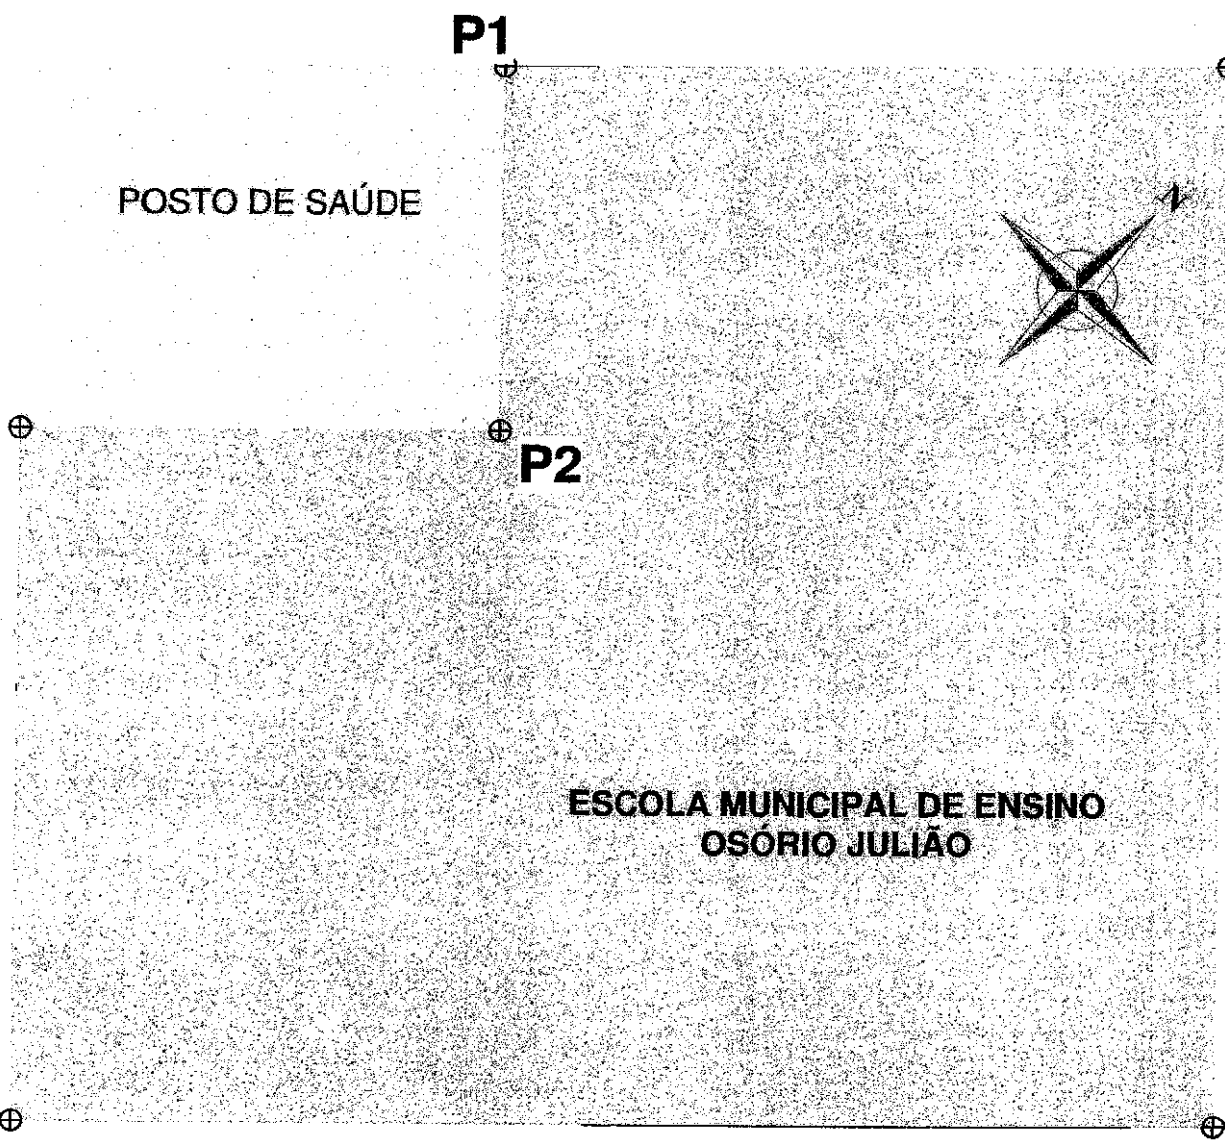 P1
POSTO DE SAÚDE
N
P2
ESCOLA MUNICIPAL DE ENSINO
OSÓRIO JULIÃO